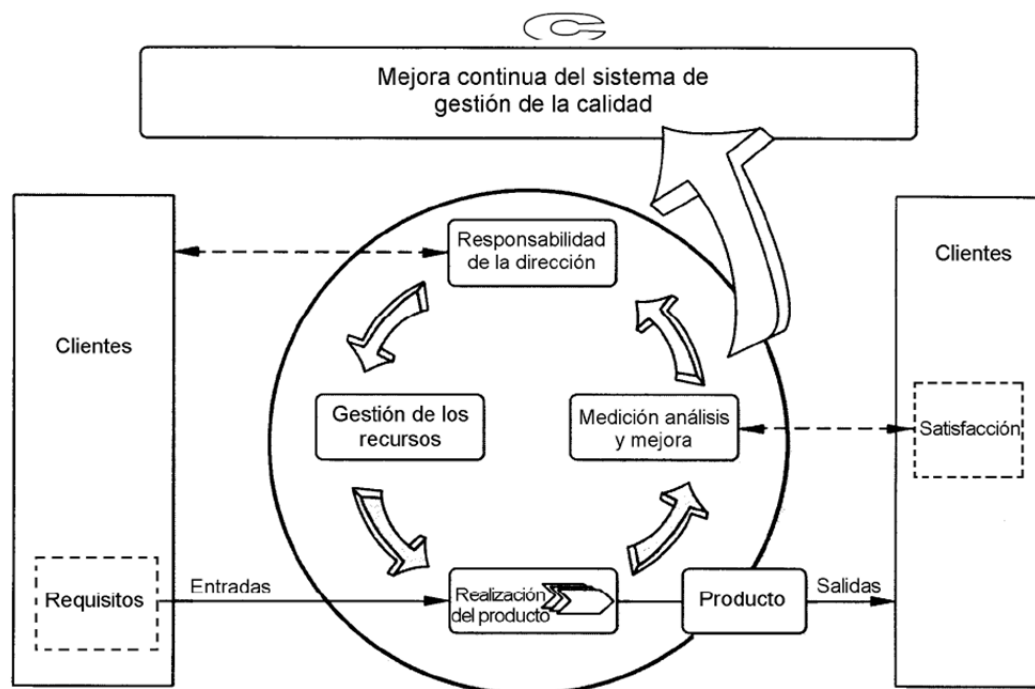 Mejora continua del sistema de
gestión de la calidad
Responsabilidad
de la dirección
Clientes
Clientes
Gestión de los
recursos
Medición análisis
y mejora
Satisfacción
Requisitos
Entradas
Realización
del producto
Producto
Salidas